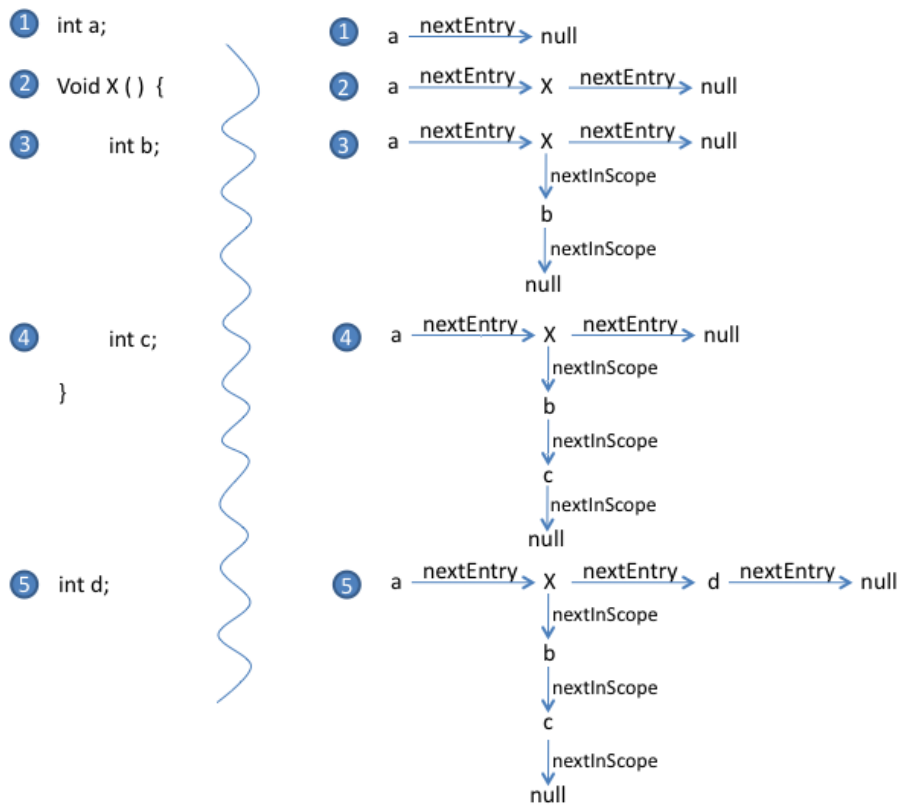 1 int a;
1 a nextEntry null
2 Void X ( ) {
2 a nextEntry X nextEntry null
3 int b;
3 a nextEntry X nextEntry null
nextInScope
b
nextInScope
null
4 int c;
4 a nextEntry X nextEntry null
nextInScope
}
b
nextInScope
c
nextInScope
null
5 int d;
5 a nextEntry X nextEntry d nextEntry null
nextInScope
b
nextInScope
c
nextInScope
null